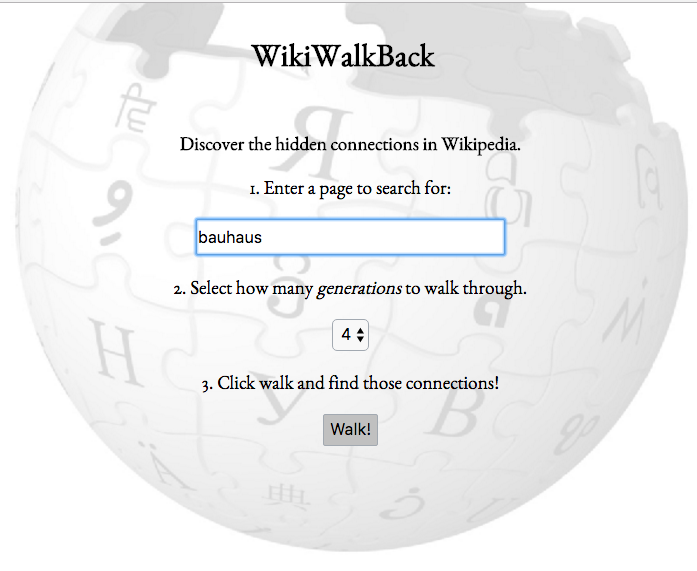 WikiWalkBack
Discover the hidden connections in Wikipedia.
1. Enter a page to search for:
bauhaus
2. Select how many generations to walk through.
4
3. Click walk and find those connections!
Walk!